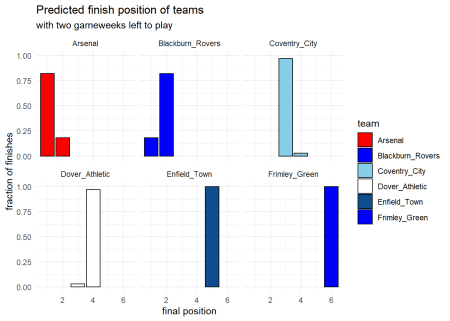 Predicted finish position of teams
with two gameweeks left to play
Arsenal
Blackburn_Rovers
Coventry_City
1.00
0.75
0.50
0.25
0.00
Dover_Athletic
Enfield_Town
Frimley_Green
1.00
0.75
0.50
0.25
0.00
2 4 6
2 4 6
2 4 6
final position
fraction of finishes
team
Arsenal
Blackburn_Rovers
Coventry_City
Dover_Athletic
Enfield_Town
Frimley_Green